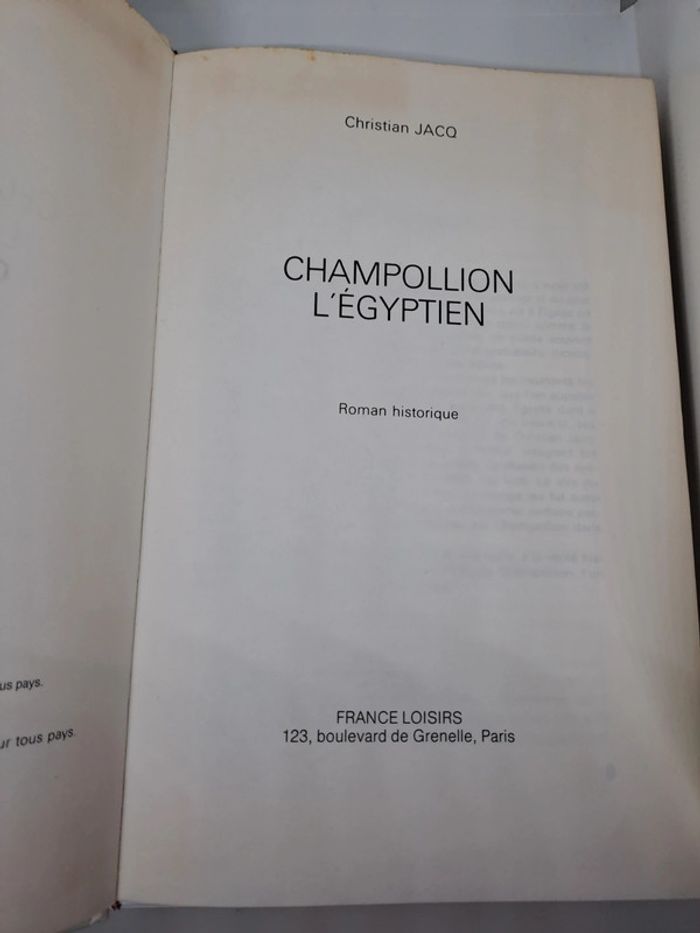 us pays.
ur tous pays.
Christian JACQ
CHAMPOLLION
L'ÉGYPTIEN
Roman historique
FRANCE LOISIRS
123, boulevard de Grenelle, Paris